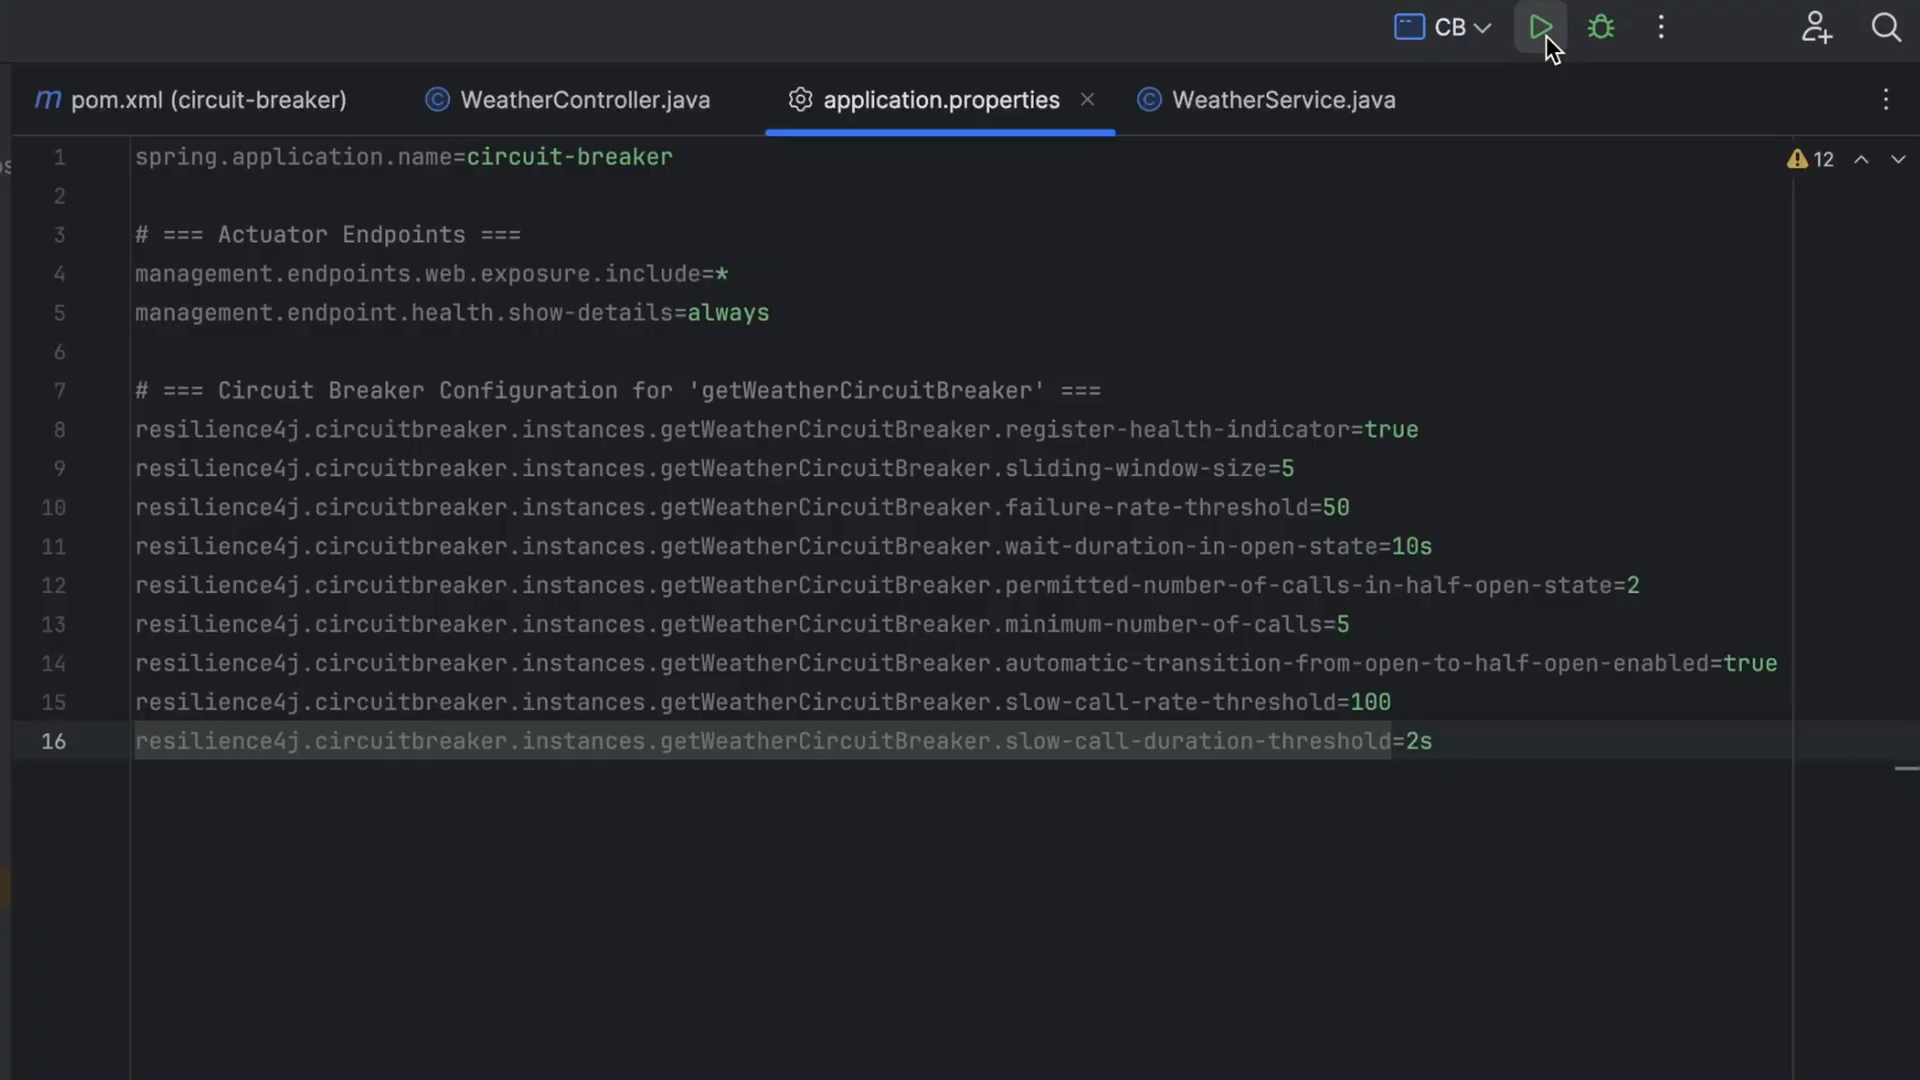 CB
m pom.xml (circuit-breaker)
WeatherController.java
application.properties
WeatherService.java
12
1 spring.application.name=circuit-breaker
2
3 # === Actuator Endpoints ===
4 management.endpoints.web.exposure.include=*
5 management.endpoint.health.show-details=always
6
7 # === Circuit Breaker Configuration for 'getWeatherCircuitBreaker' ===
8 resilience4j.circuitbreaker.instances.getWeatherCircuitBreaker.register-health-indicator=true
9 resilience4j.circuitbreaker.instances.getWeatherCircuitBreaker.sliding-window-size=5
10 resilience4j.circuitbreaker.instances.getWeatherCircuitBreaker.failure-rate-threshold=50
11 resilience4j.circuitbreaker.instances.getWeatherCircuitBreaker.wait-duration-in-open-state=10s
12 resilience4j.circuitbreaker.instances.getWeatherCircuitBreaker.permitted-number-of-calls-in-half-open-state=2
13 resilience4j.circuitbreaker.instances.getWeatherCircuitBreaker.minimum-number-of-calls=5
14 resilience4j.circuitbreaker.instances.getWeatherCircuitBreaker.automatic-transition-from-open-to-half-open-enabled=true
15 resilience4j.circuitbreaker.instances.getWeatherCircuitBreaker.slow-call-rate-threshold=100
16 resilience4j.circuitbreaker.instances.getWeatherCircuitBreaker.slow-call-duration-threshold=2s